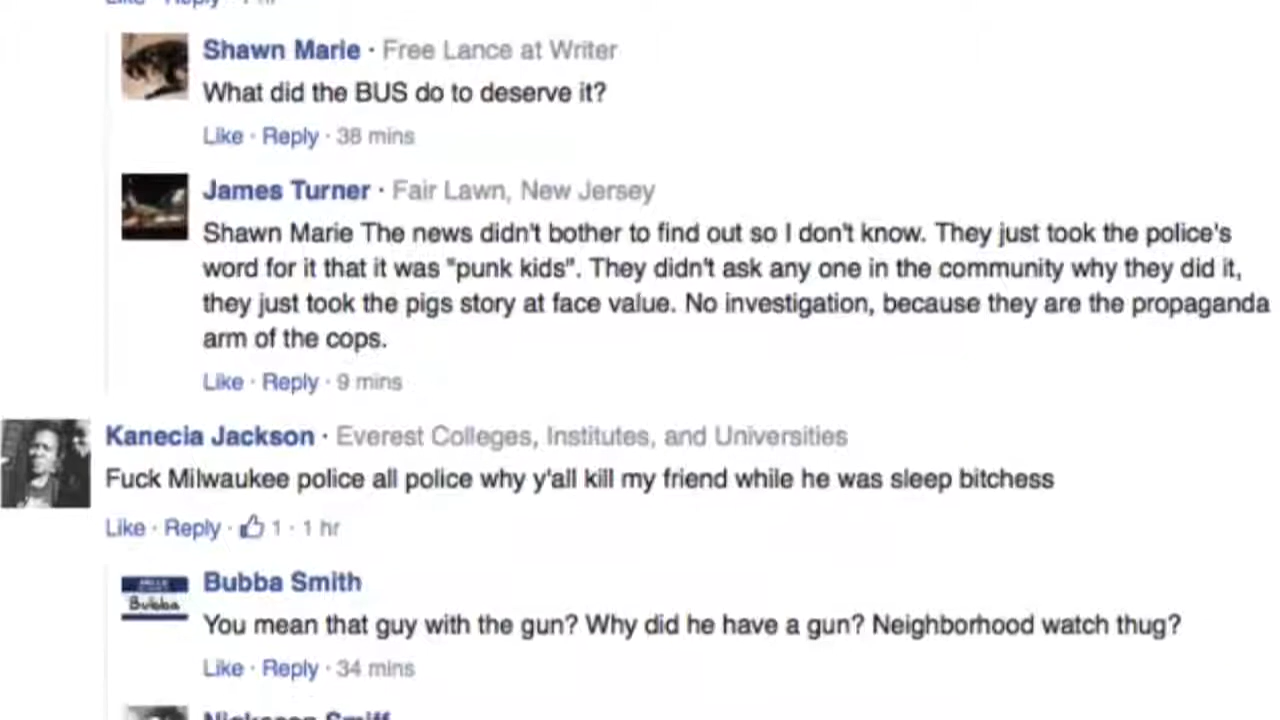 Like · Reply · 1 hr
Shawn Marie · Free Lance at Writer
What did the BUS do to deserve it?
Like · Reply · 38 mins
James Turner · Fair Lawn, New Jersey
Shawn Marie The news didn't bother to find out so I don't know. They just took the police's
word for it that it was "punk kids". They didn't ask any one in the community why they did it,
they just took the pigs story at face value. No investigation, because they are the propaganda
arm of the cops.
Like · Reply · 9 mins
Kanecia Jackson · Everest Colleges, Institutes, and Universities
Fuck Milwaukee police all police why y'all kill my friend while he was sleep bitchess
Like · Reply · 1 · 1 hr
Bubba Smith
Bubba
You mean that guy with the gun? Why did he have a gun? Neighborhood watch thug?
Like · Reply · 34 mins